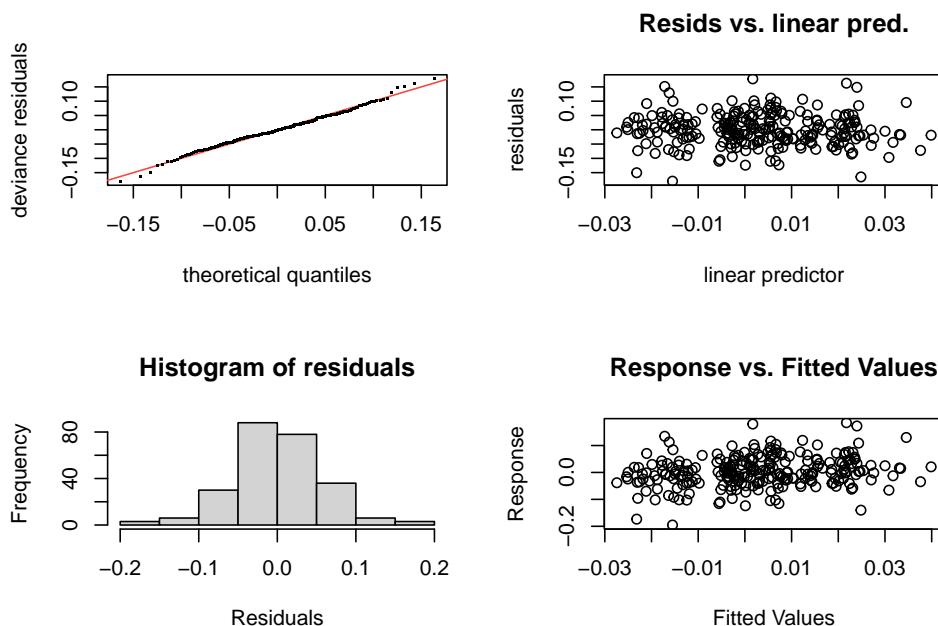 deviance residuals
0.10
−0.15
−0.15
−0.05
0.05
0.15
theoretical quantiles
Resids vs. linear pred.
residuals
0.10
−0.15
−0.03
−0.01
0.01
0.03
linear predictor
Histogram of residuals
Frequency
80
40
0
−0.2
−0.1
0.0
0.1
0.2
Residuals
Response vs. Fitted Values
Response
0.0
−0.2
−0.03
−0.01
0.01
0.03
Fitted Values